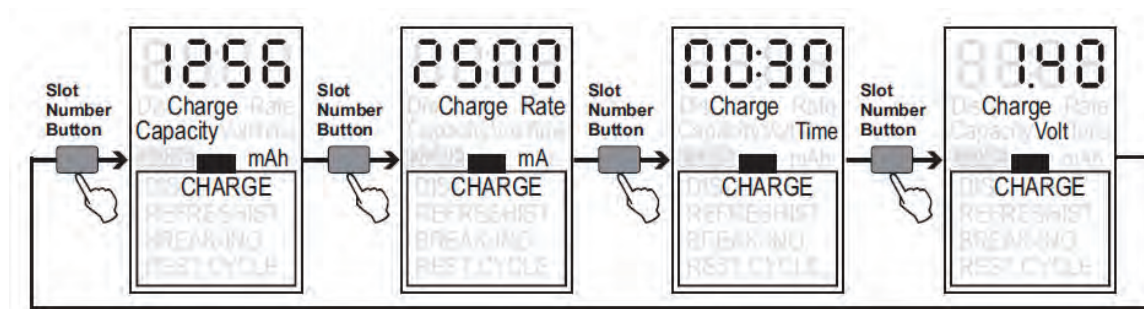 Slot
Number
Button
1256
Charge
Capacity
mAh
CHARGE
Slot
Number
Button
2500
Charge Rate
mA
CHARGE
Slot
Number
Button
00:30
Charge
Time
CHARGE
Slot
Number
Button
1.40
Charge
Volt
CHARGE